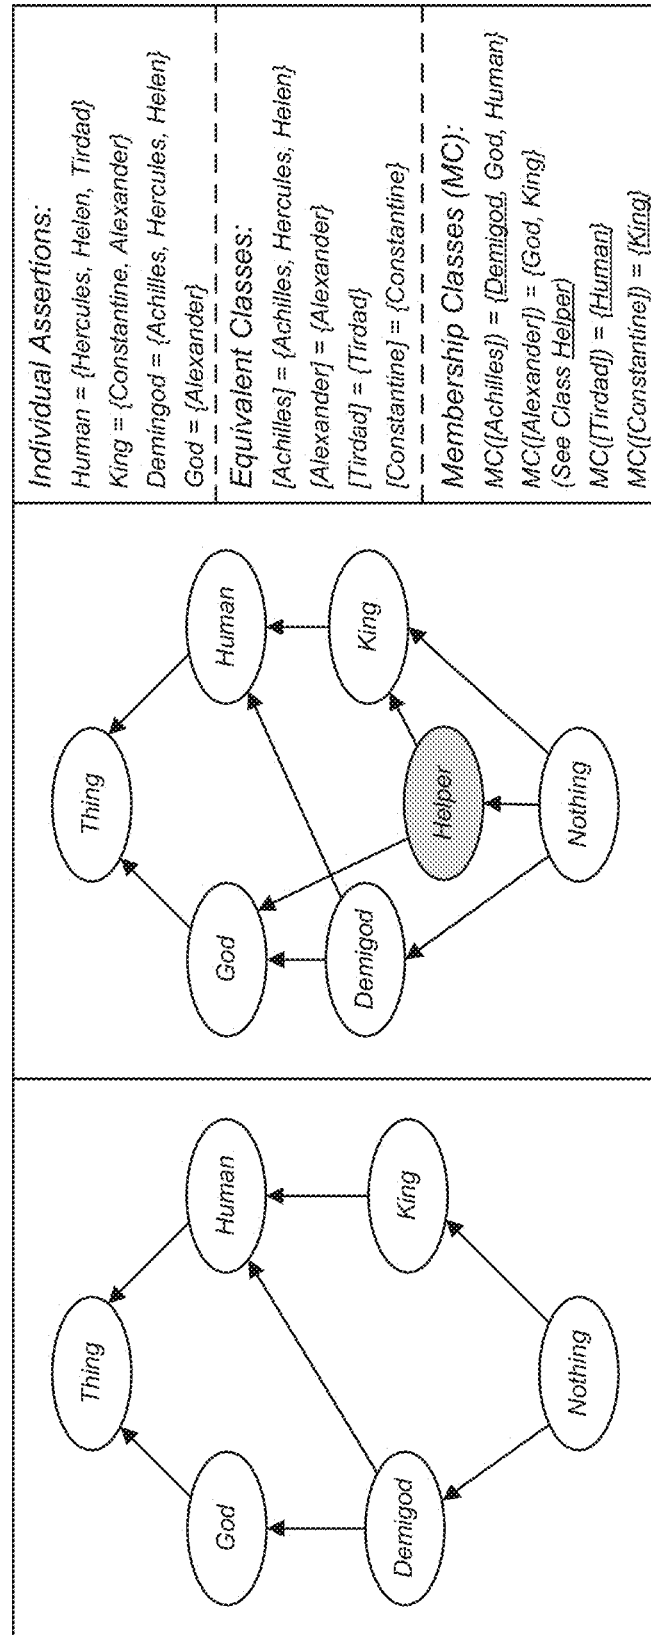 Thing
God
Human
Demigod
King
Nothing
Thing
God
Human
Demigod
King
Helper
Nothing
Individual Assertions:
Human = {Hercules, Helen, Tirdad}
King = {Constantine, Alexander}
Demingod = {Achilles, Hercules, Helen}
God = {Alexander}
Equivalent Classes:
[Achilles] = {Achilles, Hercules, Helen}
[Alexander] = {Alexander}
[Tirdad] = {Tirdad}
[Constantine] = {Constantine}
Membership Classes (MC):
MC([Achilles]) = {Demigod, God, Human}
MC([Alexander]) = {God, King}
(See Class Helper)
MC([Tirdad]) = {Human}
MC([Constantine]) = {King}